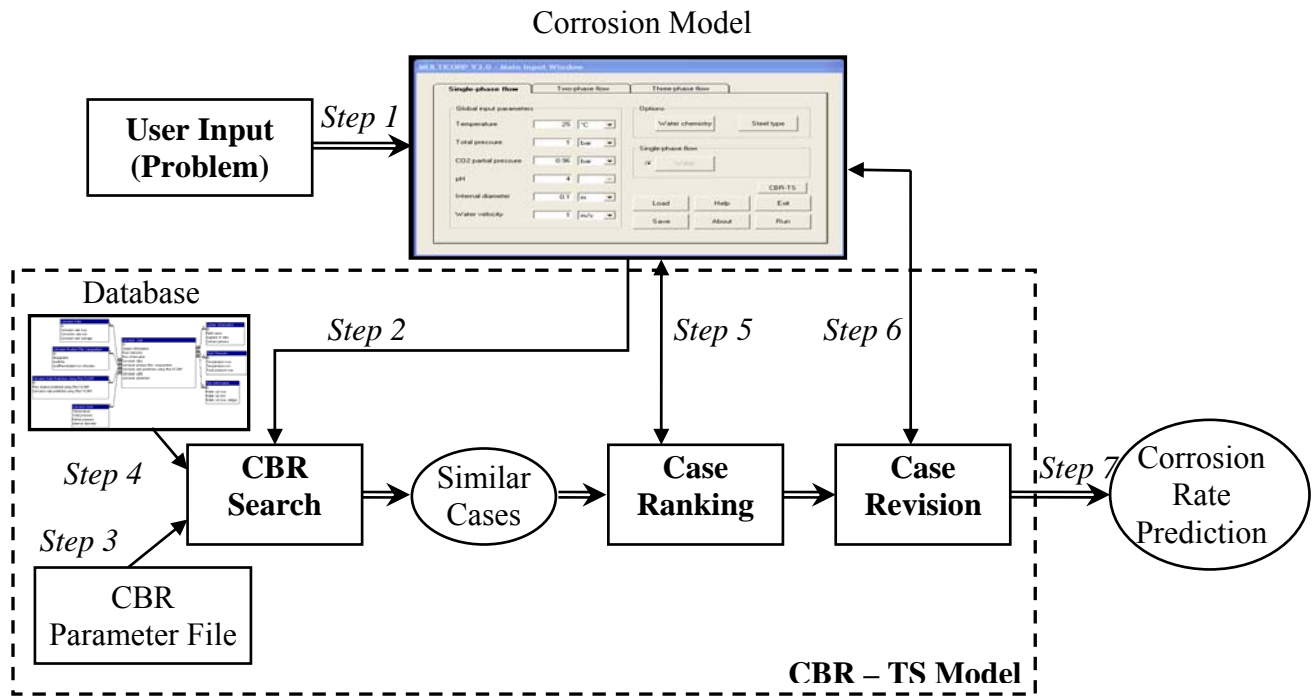 Corrosion Model
MULTICORP V3.0 - Main Input Window
Single-phase flow
Two-phase flow
Three-phase flow
Global input parameters
Temperature
25
°C
Total pressure
1
bar
CO2 partial pressure
0.96
bar
pH
4
Internal diameter
0.1
m
Water velocity
1
m/s
Options
Water chemistry
Steel type
Single-phase flow
Water
CBR-TS
Load
Help
Exit
Save
About
Run
User Input
(Problem)
Step 1
Database
Step 2
Step 5
Step 6
Step 4
CBR
Search
Similar
Cases
Case
Ranking
Case
Revision
Step 7
Corrosion
Rate
Prediction
Step 3
CBR
Parameter File
CBR – TS Model